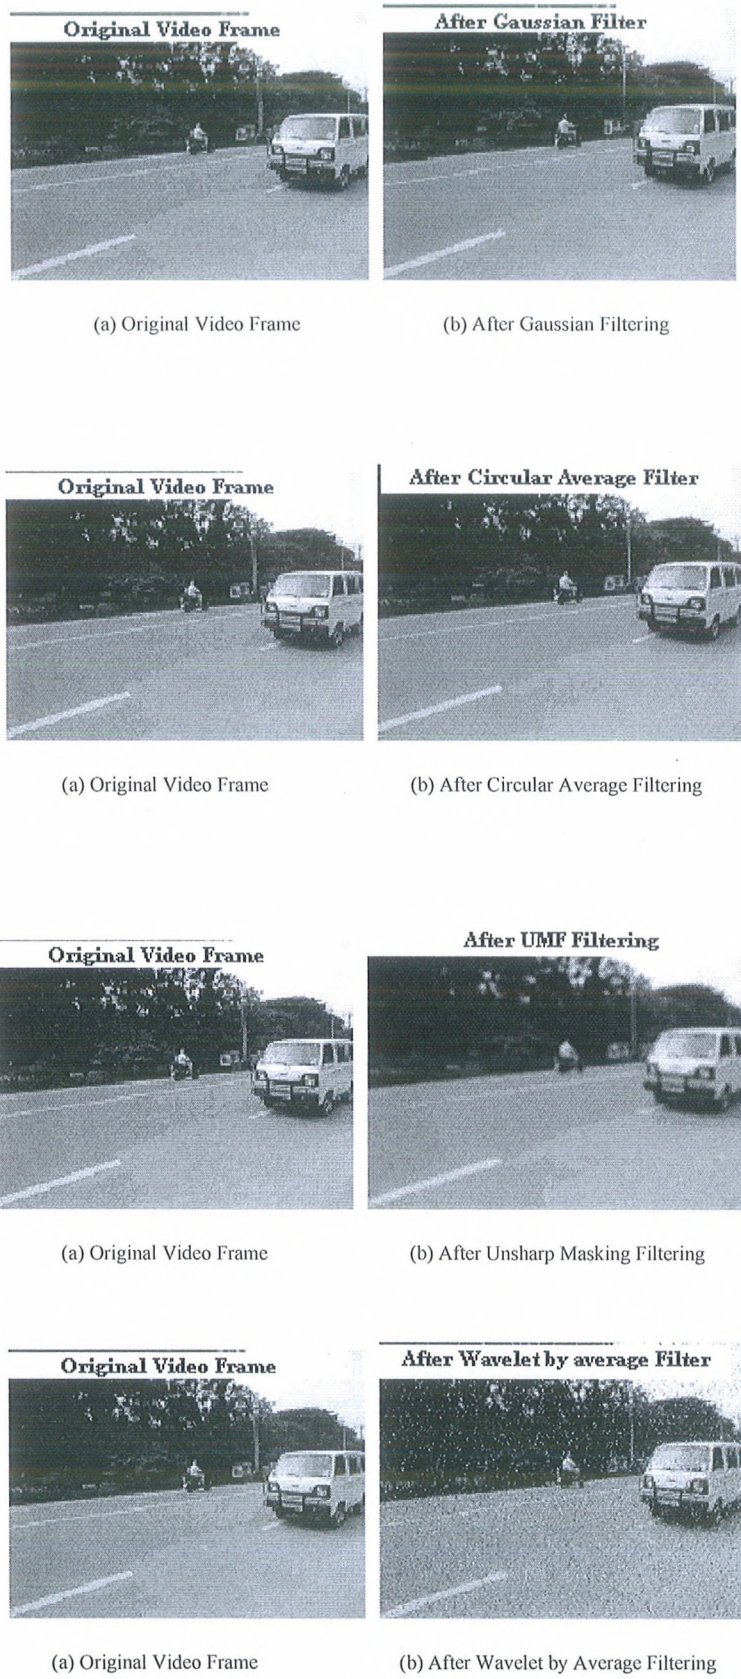 Original Video Frame
After Gaussian Filter
(a) Original Video Frame
(b) After Gaussian Filtering
Original Video Frame
After Circular Average Filter
(a) Original Video Frame
(b) After Circular Average Filtering
Original Video Frame
After UMF Filtering
(a) Original Video Frame
(b) After Unsharp Masking Filtering
Original Video Frame
After Wavelet by average Filter
(a) Original Video Frame
(b) After Wavelet by Average Filtering